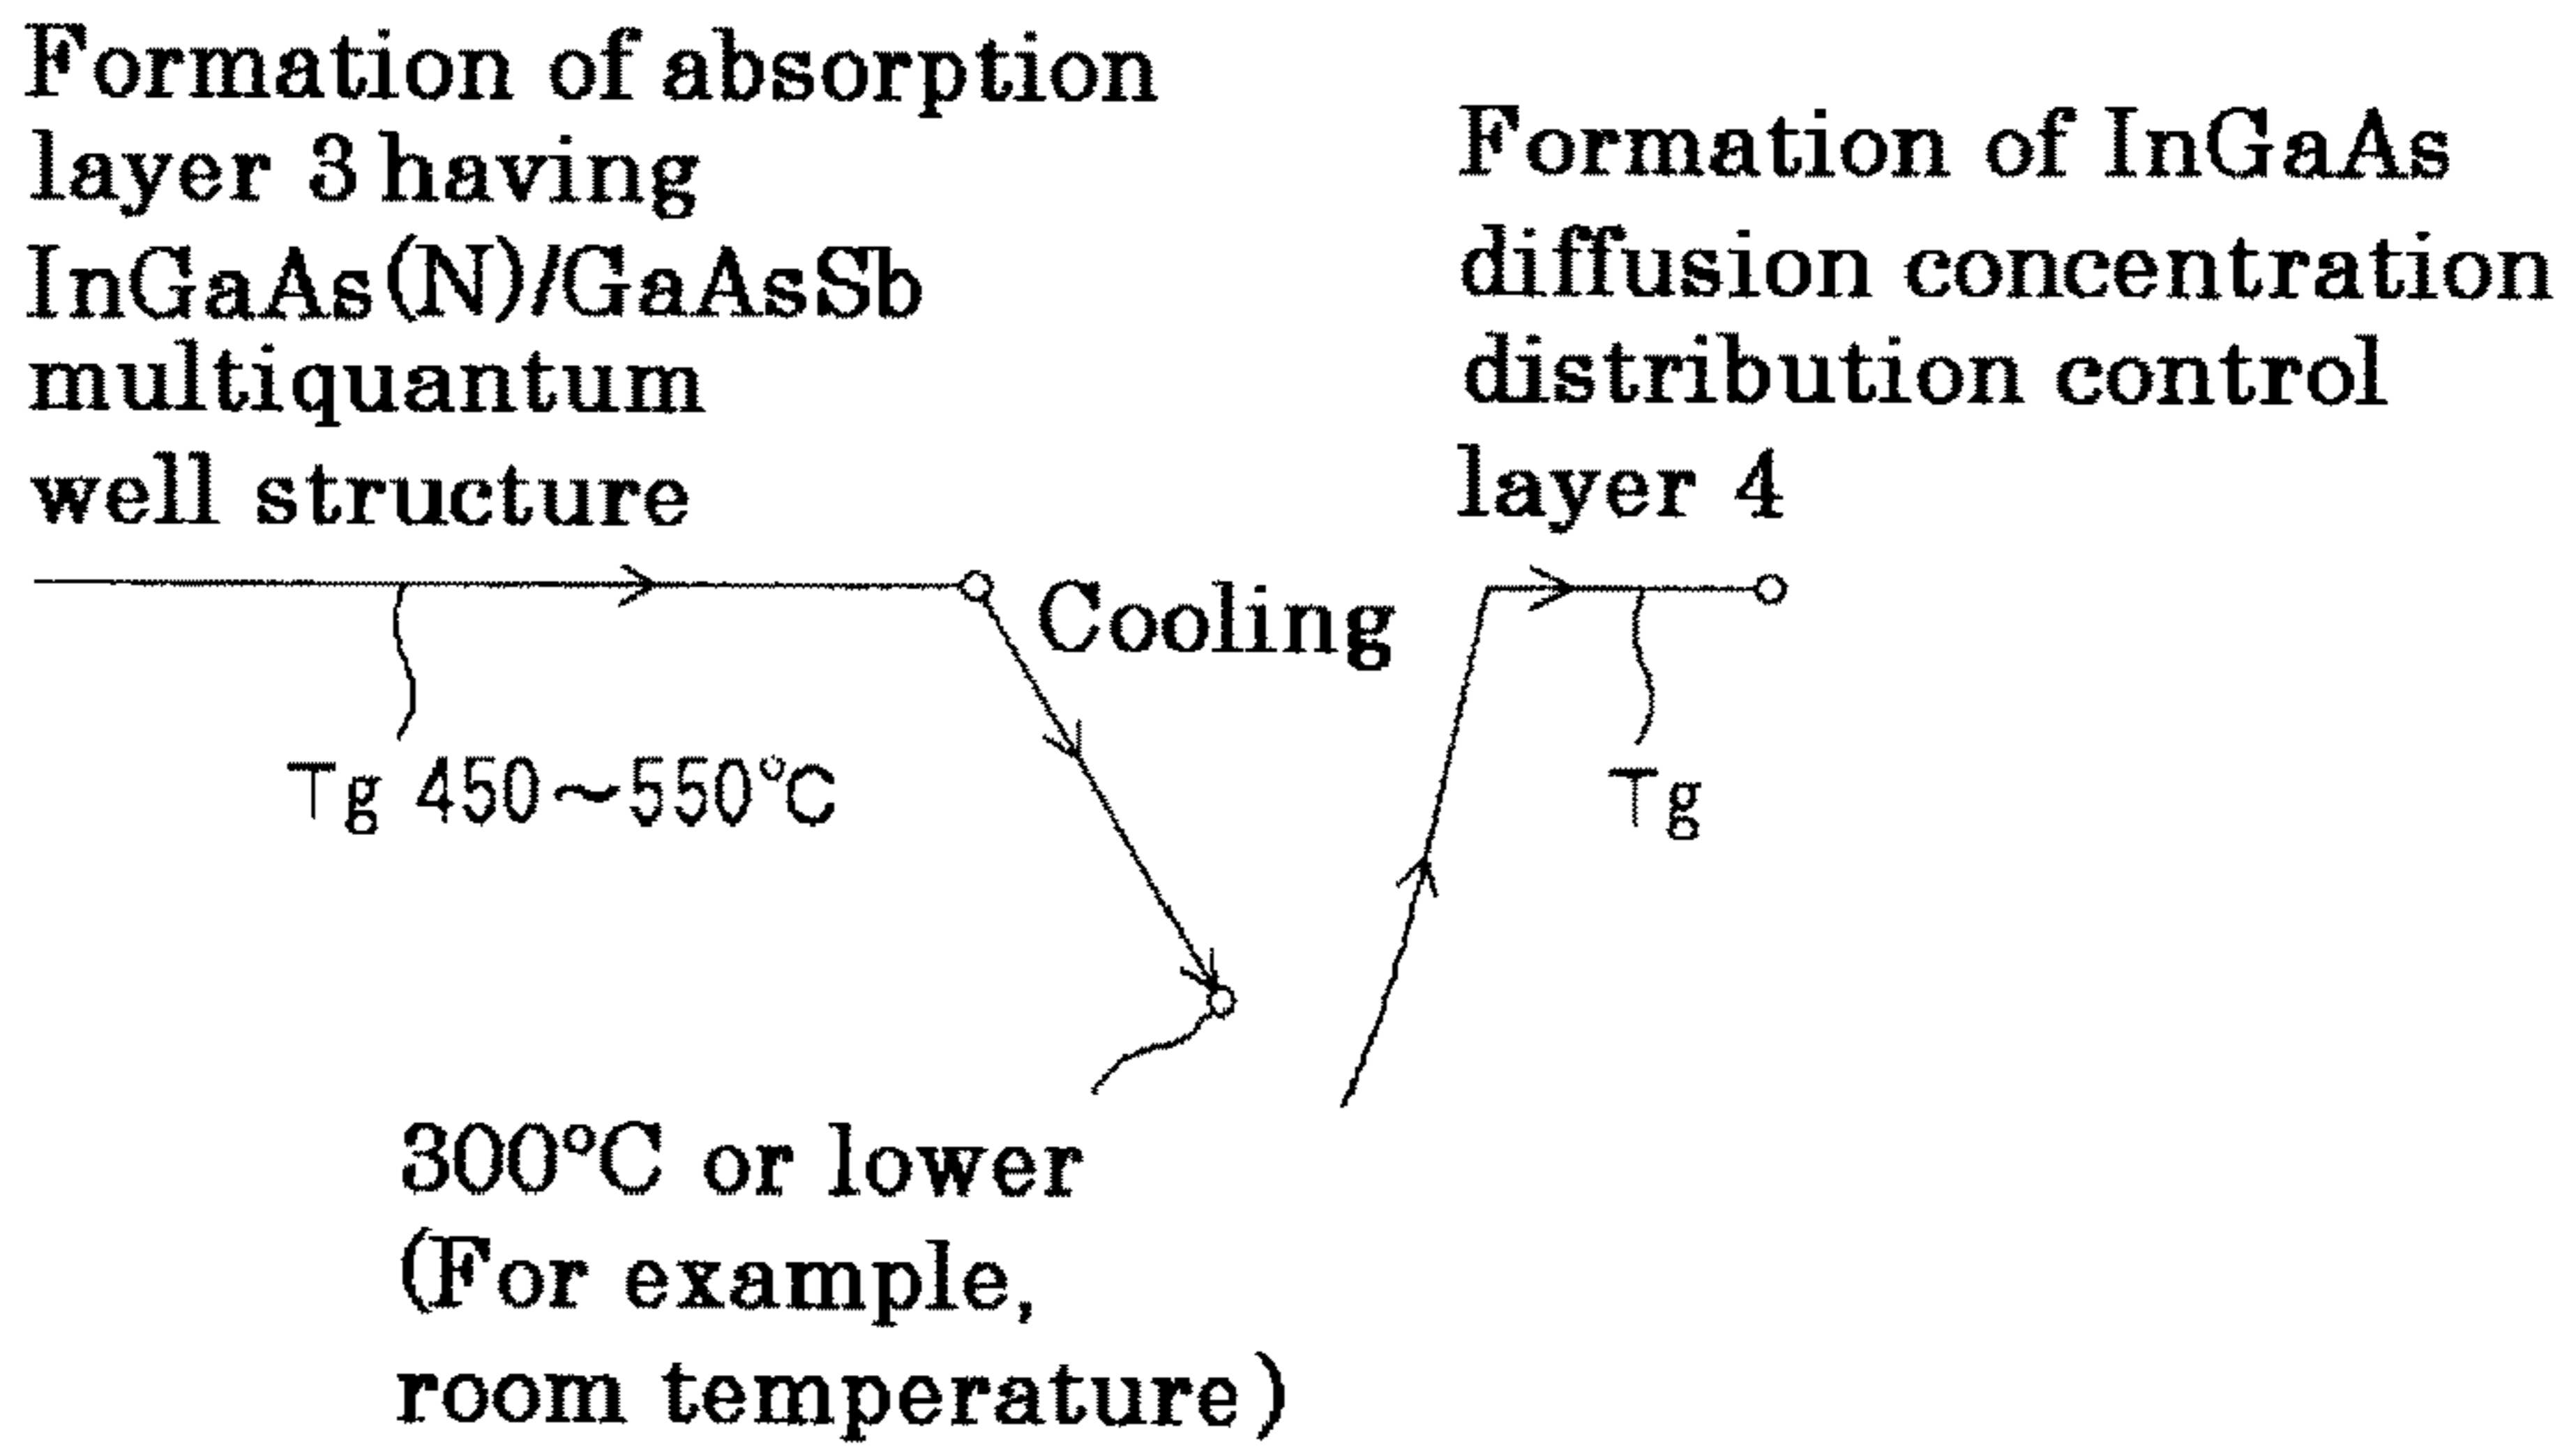 Formation of absorption
layer 3 having
InGaAs(N)/GaAsSb
multiquantum
well structure
Formation of InGaAs
diffusion concentration
distribution control
layer 4
Cooling
Tg 450~550℃
Tg
300°C or lower
(For example,
room temperature)